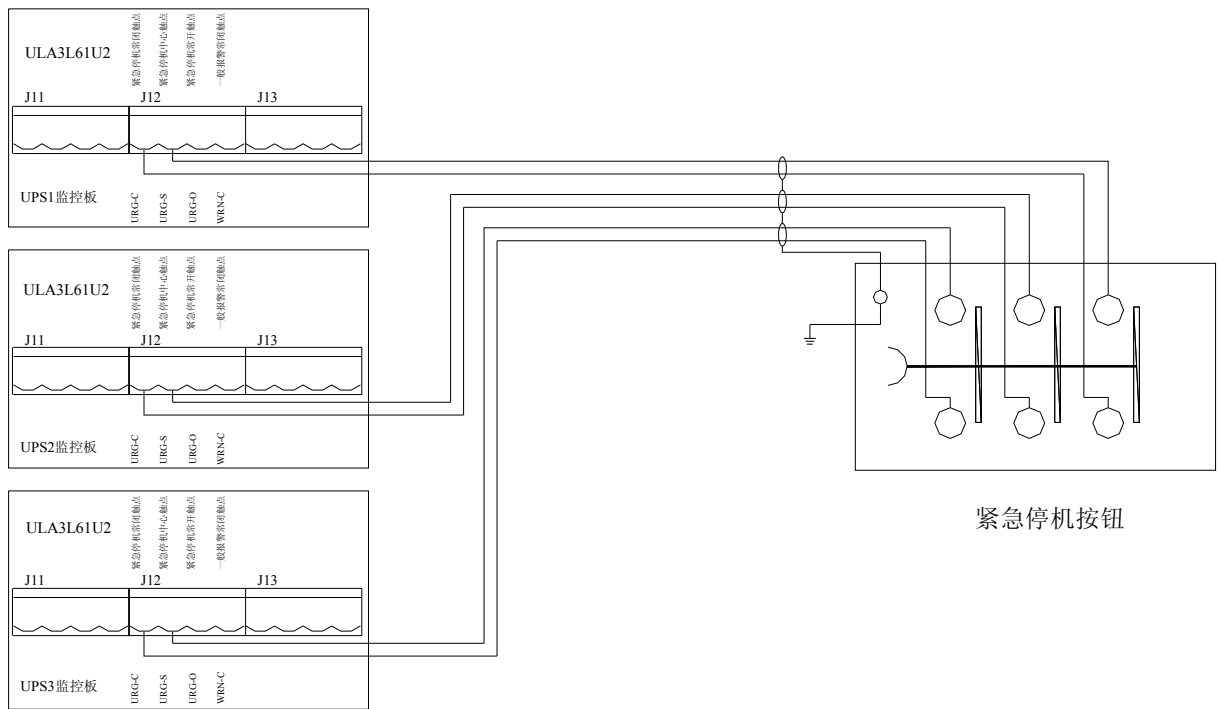 ULA3L61U2
紧急停机常闭触点
紧急停机中心触点
紧急停机常开触点
一般报警常闭触点
J11
J12
J13
UPS1监控板
URG-C
URG-S
URG-O
WRN-C
ULA3L61U2
紧急停机常闭触点
紧急停机中心触点
紧急停机常开触点
一般报警常闭触点
J11
J12
J13
UPS2监控板
URG-C
URG-S
URG-O
WRN-C
紧急停机按钮
ULA3L61U2
紧急停机常闭触点
紧急停机中心触点
紧急停机常开触点
一般报警常闭触点
J11
J12
J13
UPS3监控板
URG-C
URG-S
URG-O
WRN-C